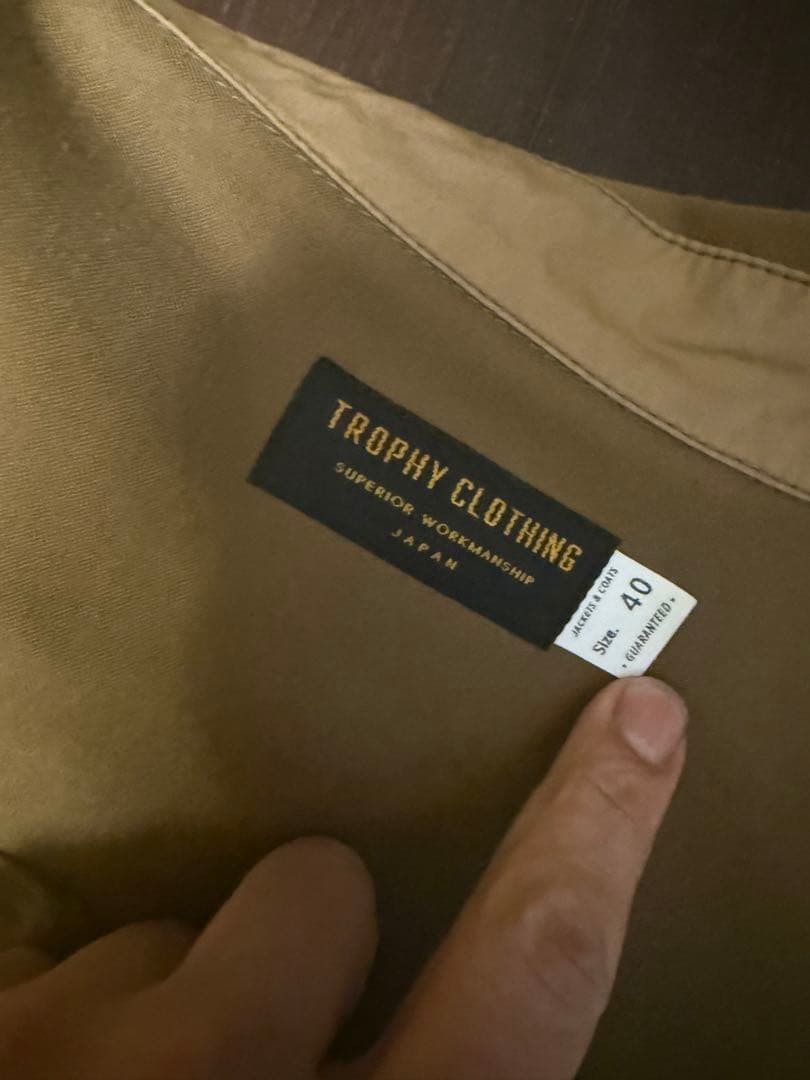 TROPHY CLOTHING
SUPERIOR WORKMANSHIP
JAPAN
JACKETS & COATS
Size. 40
• GUARANTEED •